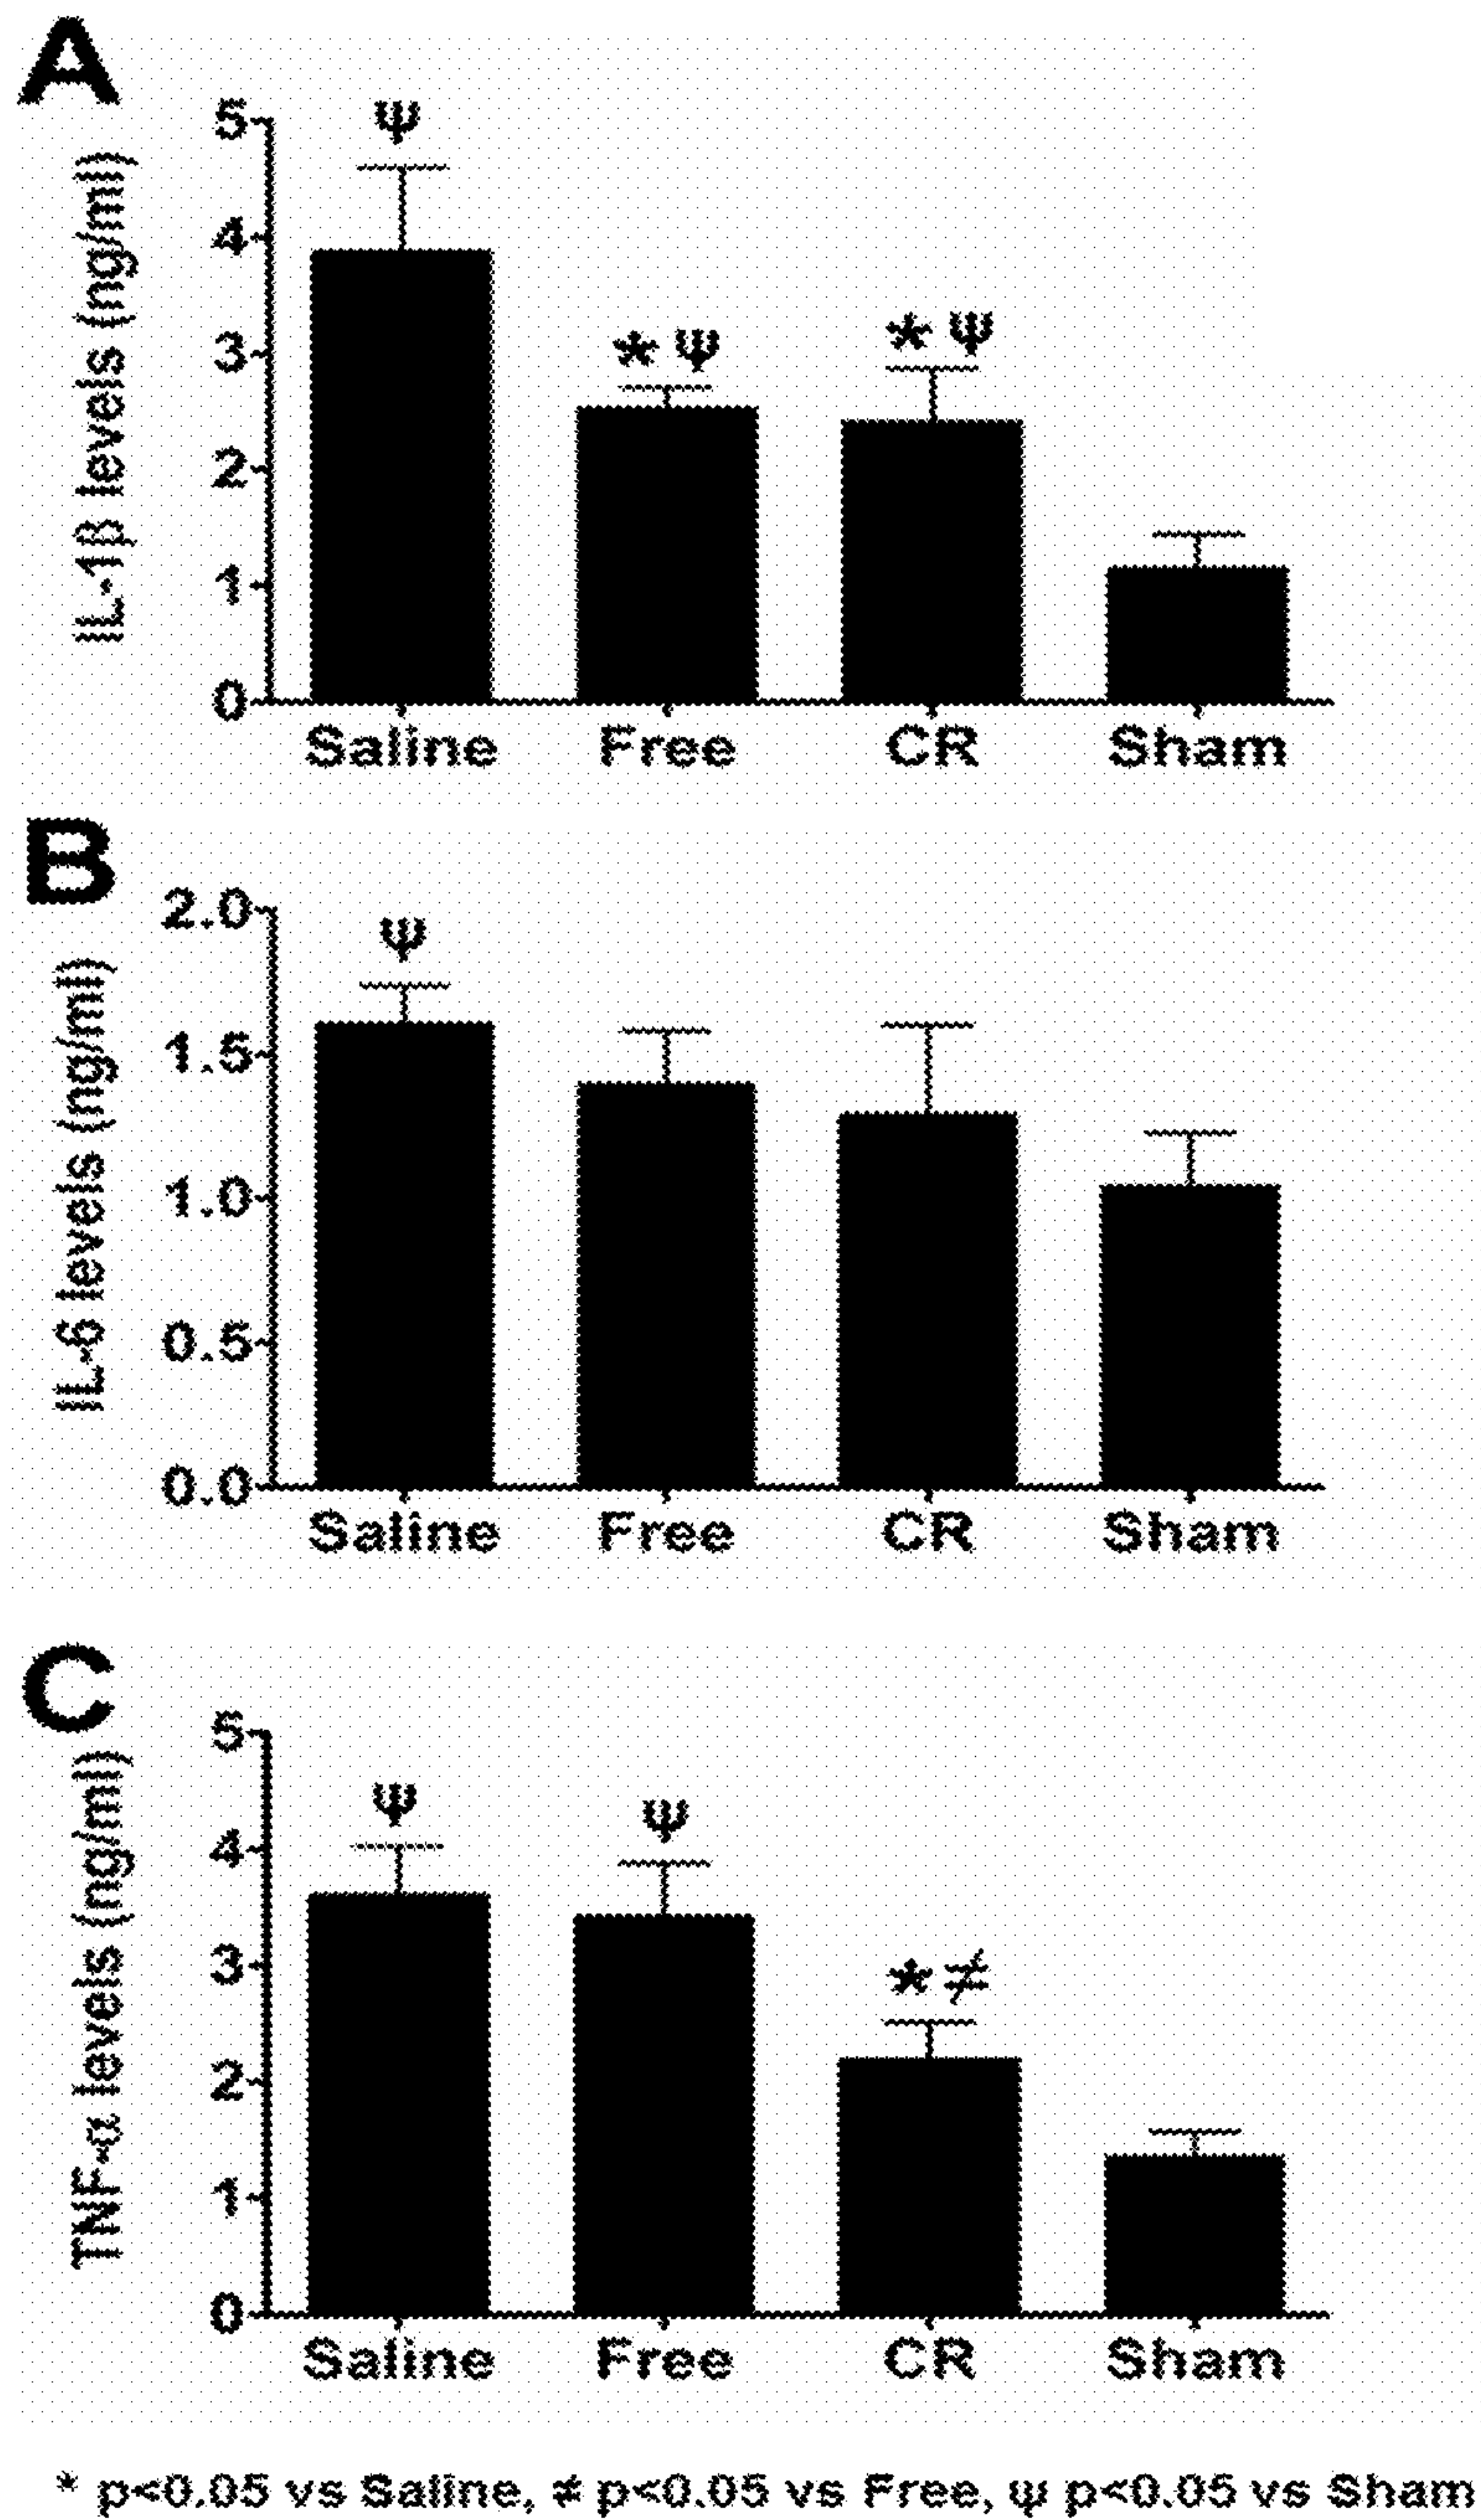 A
IL-1β levels (ng/ml)
5
4
3
2
1
0
ψ
* ψ
* ψ
Saline Free CR Sham
B
IL-6 levels (ng/ml)
2.0
1.5
1.0
0.5
0.0
ψ
Saline Free CR Sham
C
TNF-α levels (ng/ml)
5
4
3
2
1
0
ψ
ψ
* ≠
Saline Free CR Sham
* p<0.05 vs Saline, ≠ p<0.05 vs Free, ψ p<0.05 vs Sham